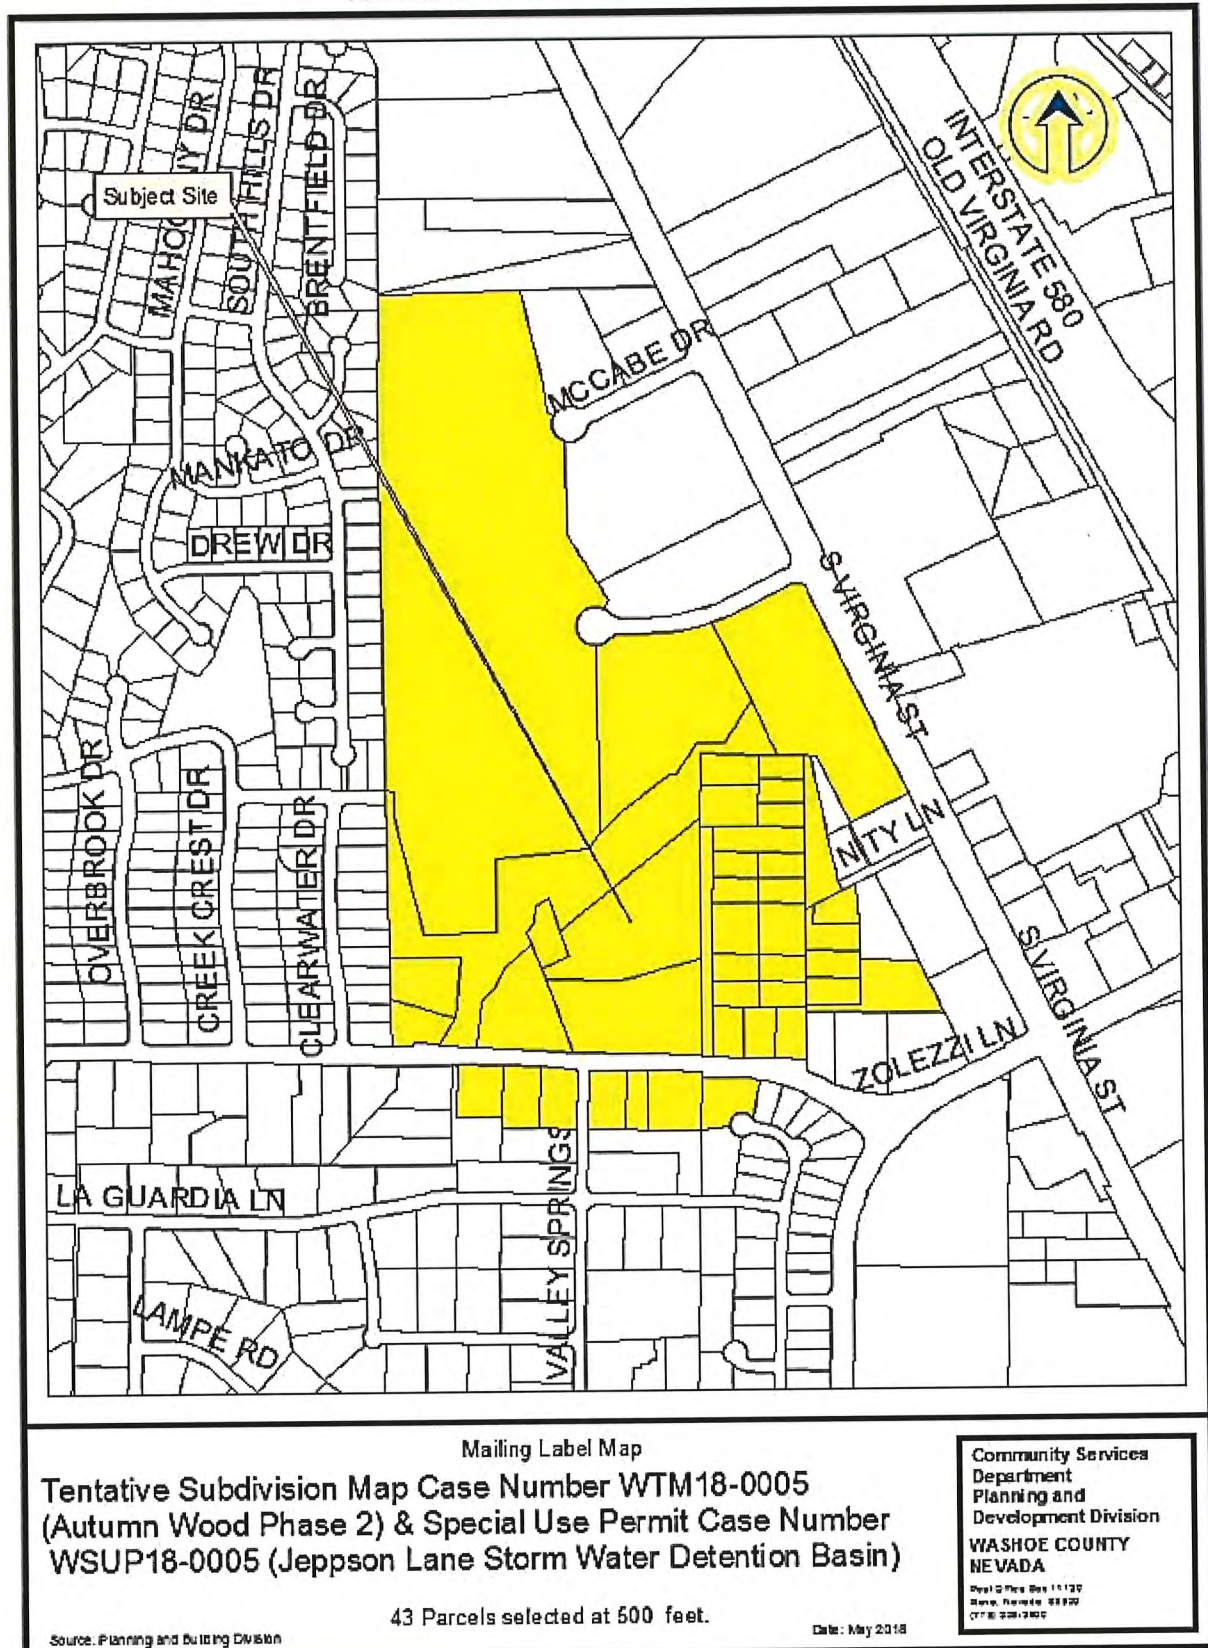 MAHOGANY DR
SOUTH HILLS DR
BRENTFIELD DR
Subject Site
INTERSTATE 580
OLD VIRGINIA RD
MCCABE DR
MANKATO DR
DREW DR
S VIRGINIA ST
OVERBROOK DR
CREEK CREST DR
CLEARWATER DR
NITY LN
S VIRGINIA ST
ZOLEZZI LN
LA GUARDIA LN
VALLEY SPRINGS
LAMPE RD
Mailing Label Map
Tentative Subdivision Map Case Number WTM18-0005
(Autumn Wood Phase 2) & Special Use Permit Case Number
WSUP18-0005 (Jeppson Lane Storm Water Detention Basin)
43 Parcels selected at 500 feet.
Source: Planning and Building Division
Date: May 2018
Community Services
Department
Planning and
Development Division
WASHOE COUNTY
NEVADA